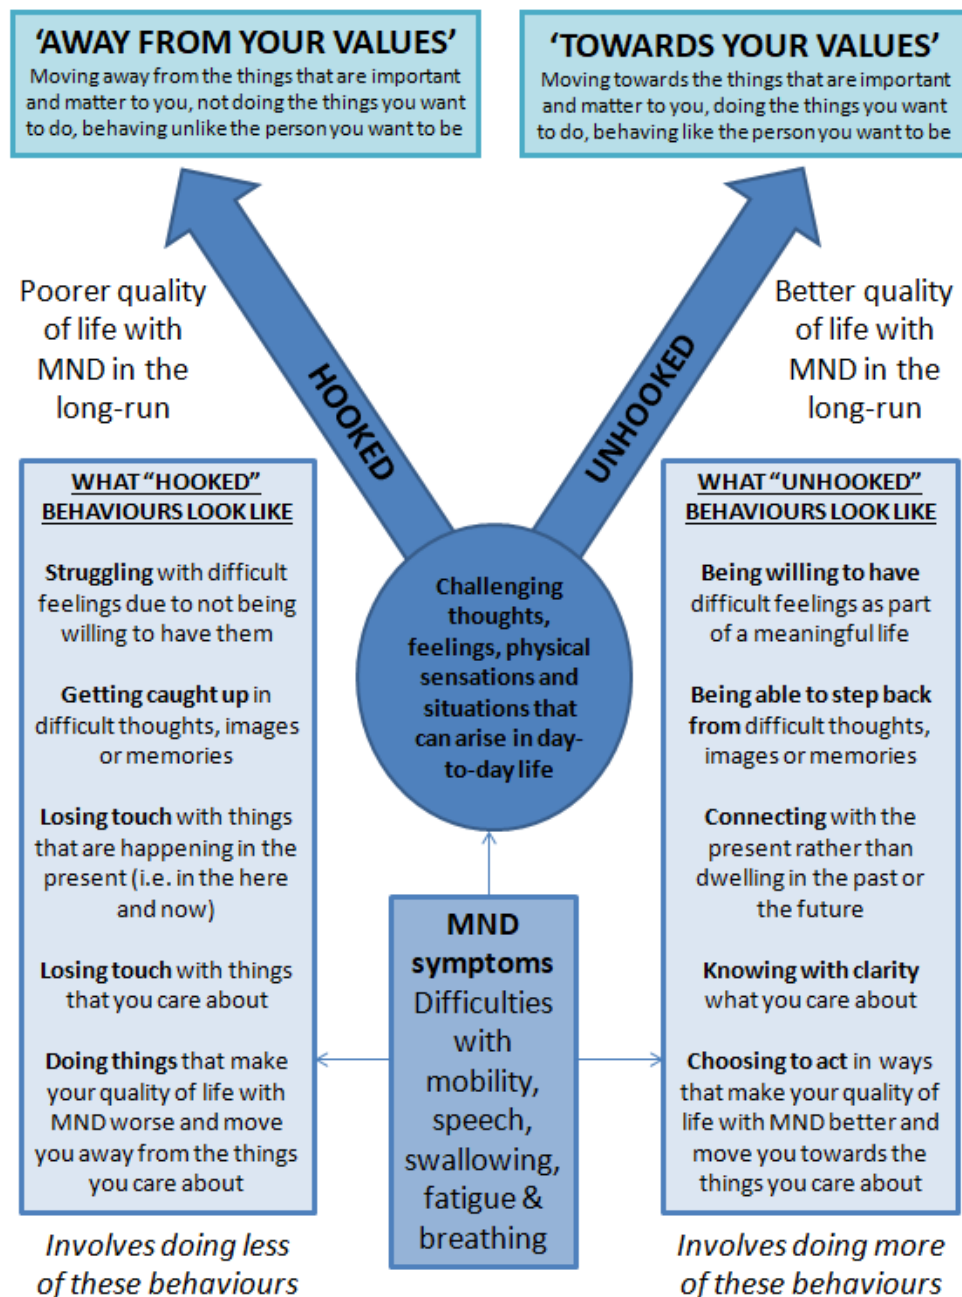 ‘AWAY FROM YOUR VALUES’
Moving away from the things that are important
and matter to you, not doing the things you want
to do, behaving unlike the person you want to be
‘TOWARDS YOUR VALUES’
Moving towards the things that are important
and matter to you, doing the things you want
to do, behaving like the person you want to be
Poorer quality
of life with
MND in the
long-run
HOOKED
UNHOOKED
Better quality
of life with
MND in the
long-run
WHAT “HOOKED”
BEHAVIOURS LOOK LIKE
Struggling with difficult
feelings due to not being
willing to have them
Getting caught up in
difficult thoughts, images
or memories
Losing touch with things
that are happening in the
present (i.e. in the here
and now)
Losing touch with things
that you care about
Doing things that make
your quality of life with
MND worse and move
you away from the things
you care about
Involves doing less
of these behaviours
Challenging
thoughts,
feelings, physical
sensations and
situations that
can arise in day-
to-day life
MND
symptoms
Difficulties
with
mobility,
speech,
swallowing,
fatigue &
breathing
WHAT “UNHOOKED”
BEHAVIOURS LOOK LIKE
Being willing to have
difficult feelings as part
of a meaningful life
Being able to step back
from difficult thoughts,
images or memories
Connecting with the
present rather than
dwelling in the past or
the future
Knowing with clarity
what you care about
Choosing to act in ways
that make your quality of
life with MND better and
move you towards the
things you care about
Involves doing more
of these behaviours